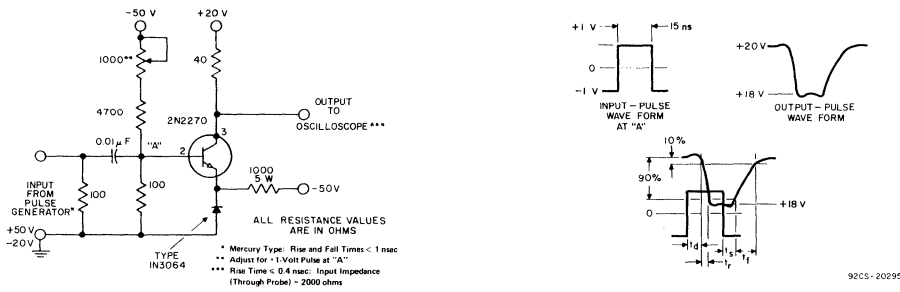 -50 V
+20 V
1000**
40
4700
OUTPUT
TO
OSCILLOSCOPE ***
2N2270
3
0.01 µF
"A"
2
1000
5 W
-50V
INPUT
FROM
PULSE
GENERATOR*
100
100
+50 V
-20 V
TYPE
IN3064
ALL RESISTANCE VALUES
ARE IN OHMS
* Mercury Type: Rise and Fall Times < 1 nsec
** Adjust for -1-Volt Pulse at "A"
*** Rise Time < 0.4 nsec: Input Impedance
(Through Probe) = 2000 ohms
+1 V
15 ns
0
-1 V
INPUT-PULSE
WAVE FORM
AT "A"
+20 V
+18 V
OUTPUT-PULSE
WAVE FORM
10%
90%
0
+18 V
td
ts
tf
tr
92CS-20295